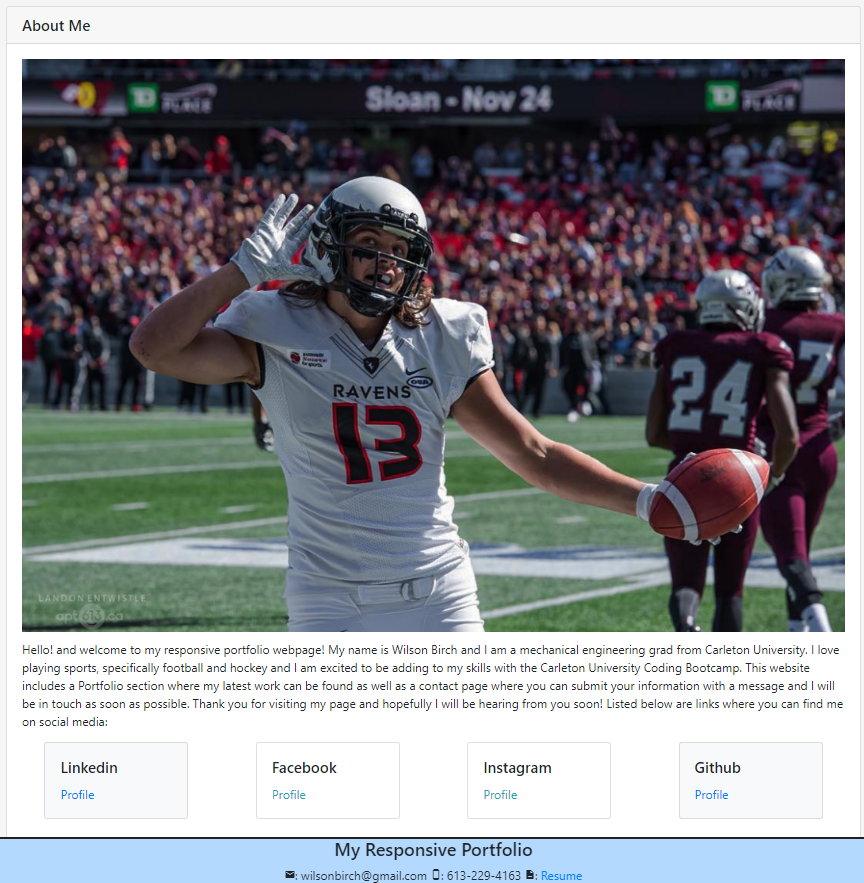 About Me
TD PLACE
Sloan - Nov 24
TD PLACE
RAVENS
OSA
13
24
7
LANDON ENTWISTLE
apt613.ca
Hello! and welcome to my responsive portfolio webpage! My name is Wilson Birch and I am a mechanical engineering grad from Carleton University. I love
playing sports, specifically football and hockey and I am excited to be adding to my skills with the Carleton University Coding Bootcamp. This website
includes a Portfolio section where my latest work can be found as well as a contact page where you can submit your information with a message and I will
be in touch as soon as possible. Thank you for visiting my page and hopefully I will be hearing from you soon! Listed below are links where you can find me
on social media:
Linkedin
Facebook
Instagram
Github
Profile
Profile
Profile
Profile
My Responsive Portfolio
: wilsonbirch@gmail.com : 613-229-4163 : Resume